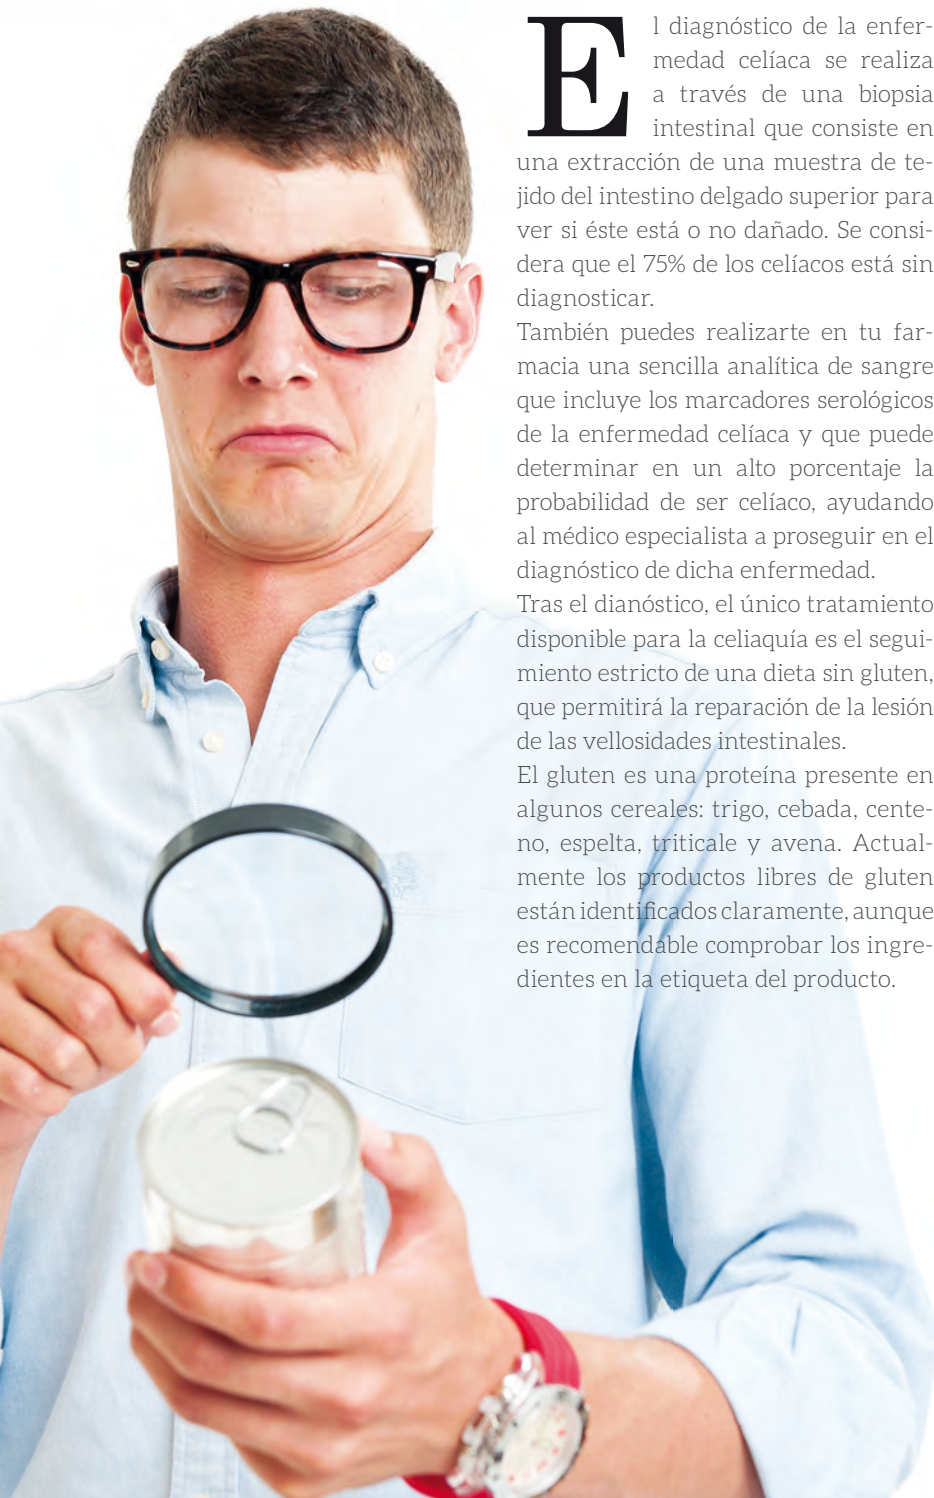 El diagnóstico de la enfer-
medad celíaca se realiza
a través de una biopsia
intestinal que consiste en
una extracción de una muestra de te-
jido del intestino delgado superior para
ver si éste está o no dañado. Se consi-
dera que el 75% de los celíacos está sin
diagnosticar.
También puedes realizarte en tu far-
macia una sencilla analítica de sangre
que incluye los marcadores serológicos
de la enfermedad celíaca y que puede
determinar en un alto porcentaje la
probabilidad de ser celíaco, ayudando
al médico especialista a proseguir en el
diagnóstico de dicha enfermedad.
Tras el dianóstico, el único tratamiento
disponible para la celiaquía es el segui-
miento estricto de una dieta sin gluten,
que permitirá la reparación de la lesión
de las vellosidades intestinales.
El gluten es una proteína presente en
algunos cereales: trigo, cebada, cente-
no, espelta, triticale y avena. Actual-
mente los productos libres de gluten
están identificados claramente, aunque
es recomendable comprobar los ingre-
dientes en la etiqueta del producto.